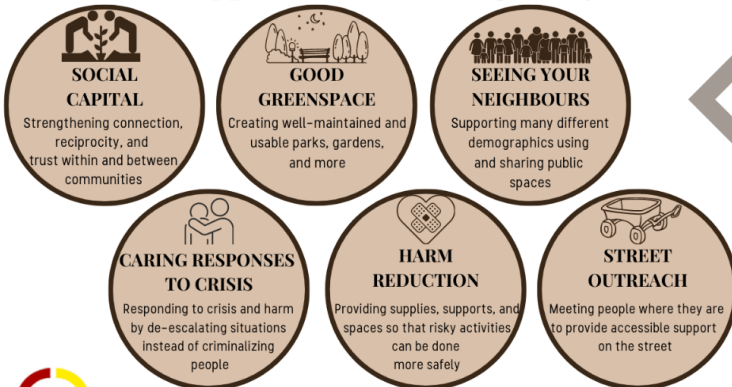 SOCIAL
CAPITAL
Strengthening connection,
reciprocity, and
trust within and between
communities
GOOD
GREENSPACE
Creating well-maintained and
usable parks, gardens,
and more
SEEING YOUR
NEIGHBOURS
Supporting many different
demographics using
and sharing public
spaces
CARING RESPONSES
TO CRISIS
Responding to crisis and harm
by de-escalating situations
instead of criminalizing
people
HARM
REDUCTION
Providing supplies, supports, and
spaces so that risky activities
can be done
more safely
STREET
OUTREACH
Meeting people where they are
to provide accessible support
on the street